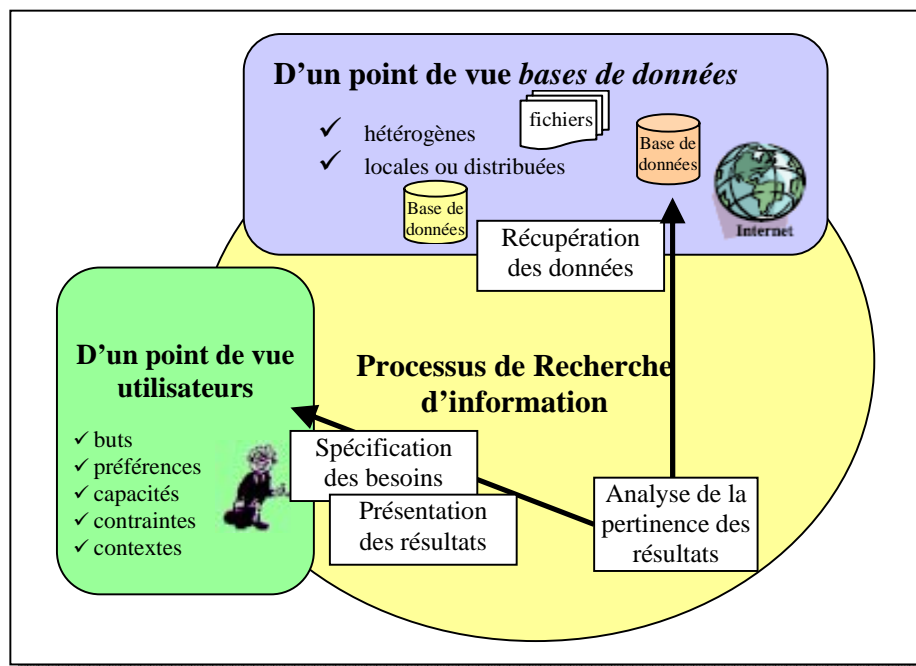 D'un point de vue bases de données
fichiers
✓ hétérogènes
✓ locales ou distribuées
Base de
données
Base de
données
Internet
Récupération
des données
D'un point de vue
utilisateurs
✓ buts
✓ préférences
✓ capacités
✓ contraintes
✓ contextes
Processus de Recherche
d'information
Spécification
des besoins
Présentation
des résultats
Analyse de la
pertinence des
résultats